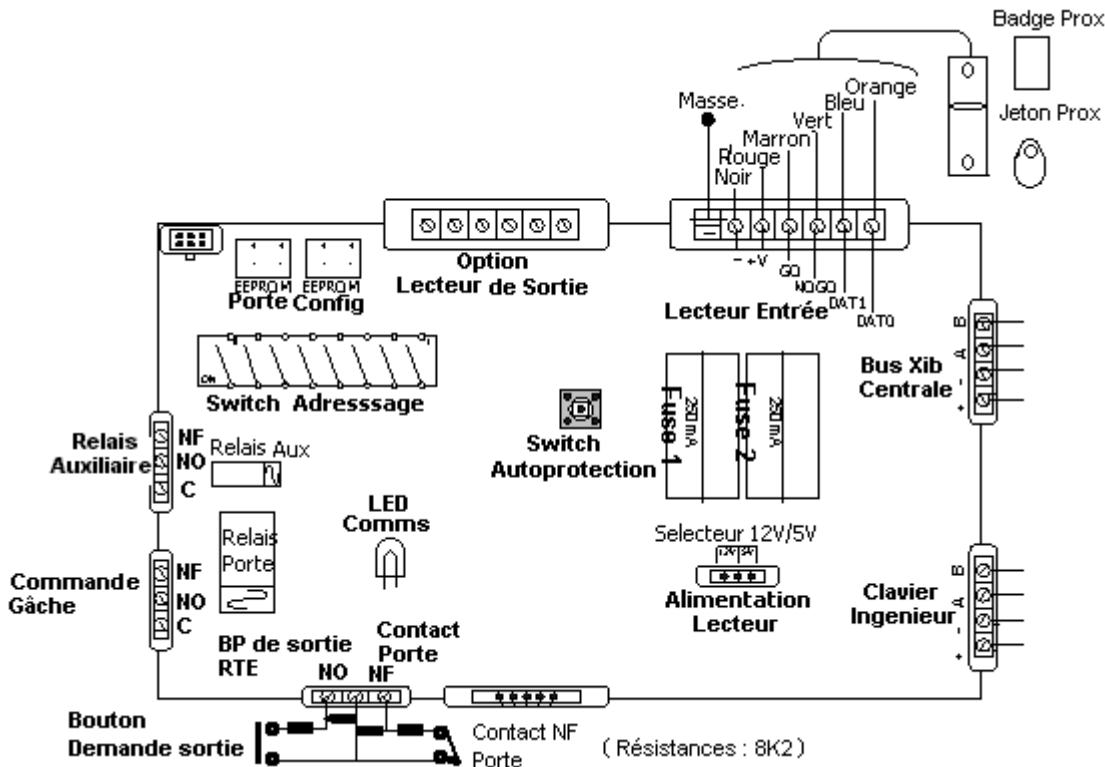 Badge Prox
Orange
Bleu
Masse.
Jeton Prox
Vert
Marron
Rouge
Noir
Option
Lecteur de Sortie
- +V
GO
NOGO
DAT1
DAT0
EEPROM
EEPROM
Porte
Config
Lecteur Entrée
B
A
-
+
Bus Xib
Centrale
ON
Switch Adresssage
Fuse 1
250 mA
Fuse 2
250 mA
Switch
Autoprotection
Relais
Auxiliaire
NF
NO
C
Relais Aux
LED
Comms
Relais
Porte
Selecteur 12V/5V
12V
5V
Alimentation
Lecteur
Commande
Gâche
NF
NO
C
B
A
-
+
Clavier
Ingenieur
BP de sortie
RTE
Contact
Porte
NO
NF
Bouton
Demande sortie
Contact NF
Porte
( Résistances : 8K2)